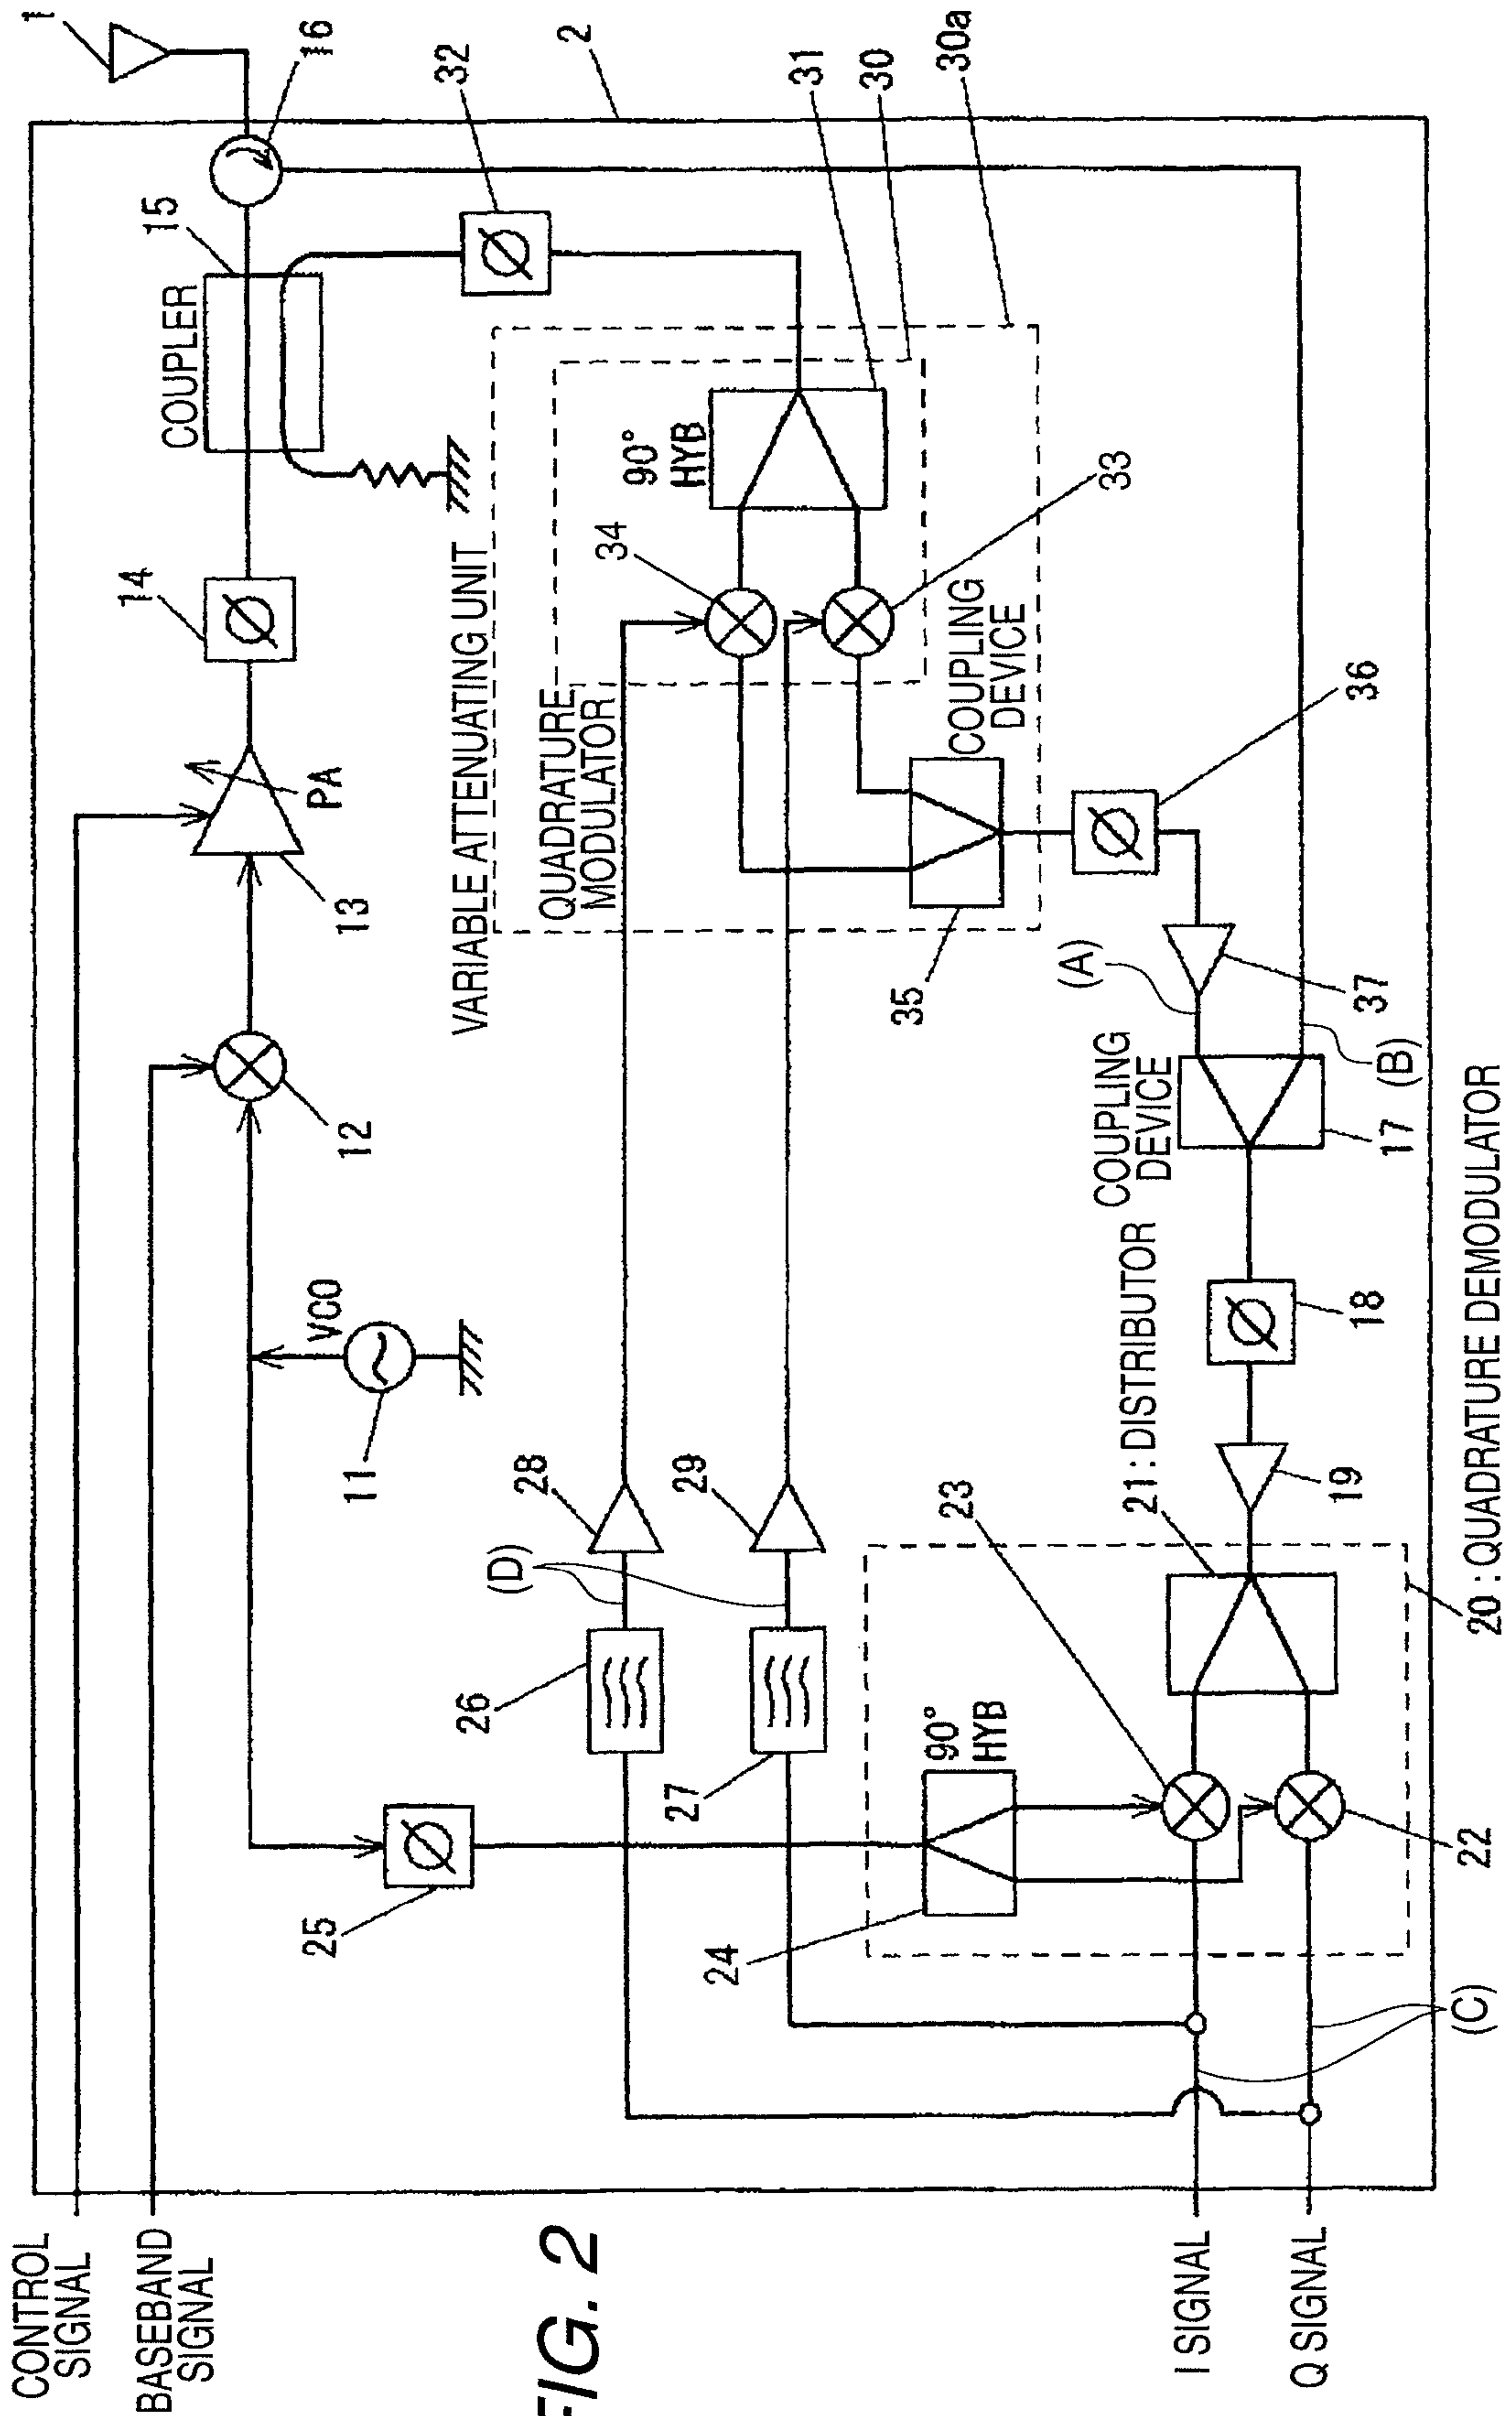 CONTROL
SIGNAL
BASEBAND
SIGNAL
I SIGNAL
Q SIGNAL
FIG. 2
1
16
2
32
15
COUPLER
14
PA
13
12
VCO
11
25
VARIABLE ATTENUATING UNIT
QUADRATURE
MODULATOR
90°
HYB
34
33
31
30
30a
COUPLING
DEVICE
35
36
37
(A)
(B)
COUPLING
DEVICE
17
18
19
21 : DISTRIBUTOR
20 : QUADRATURE DEMODULATOR
23
22
90°
HYB
24
26
27
28
29
(D)
(C)